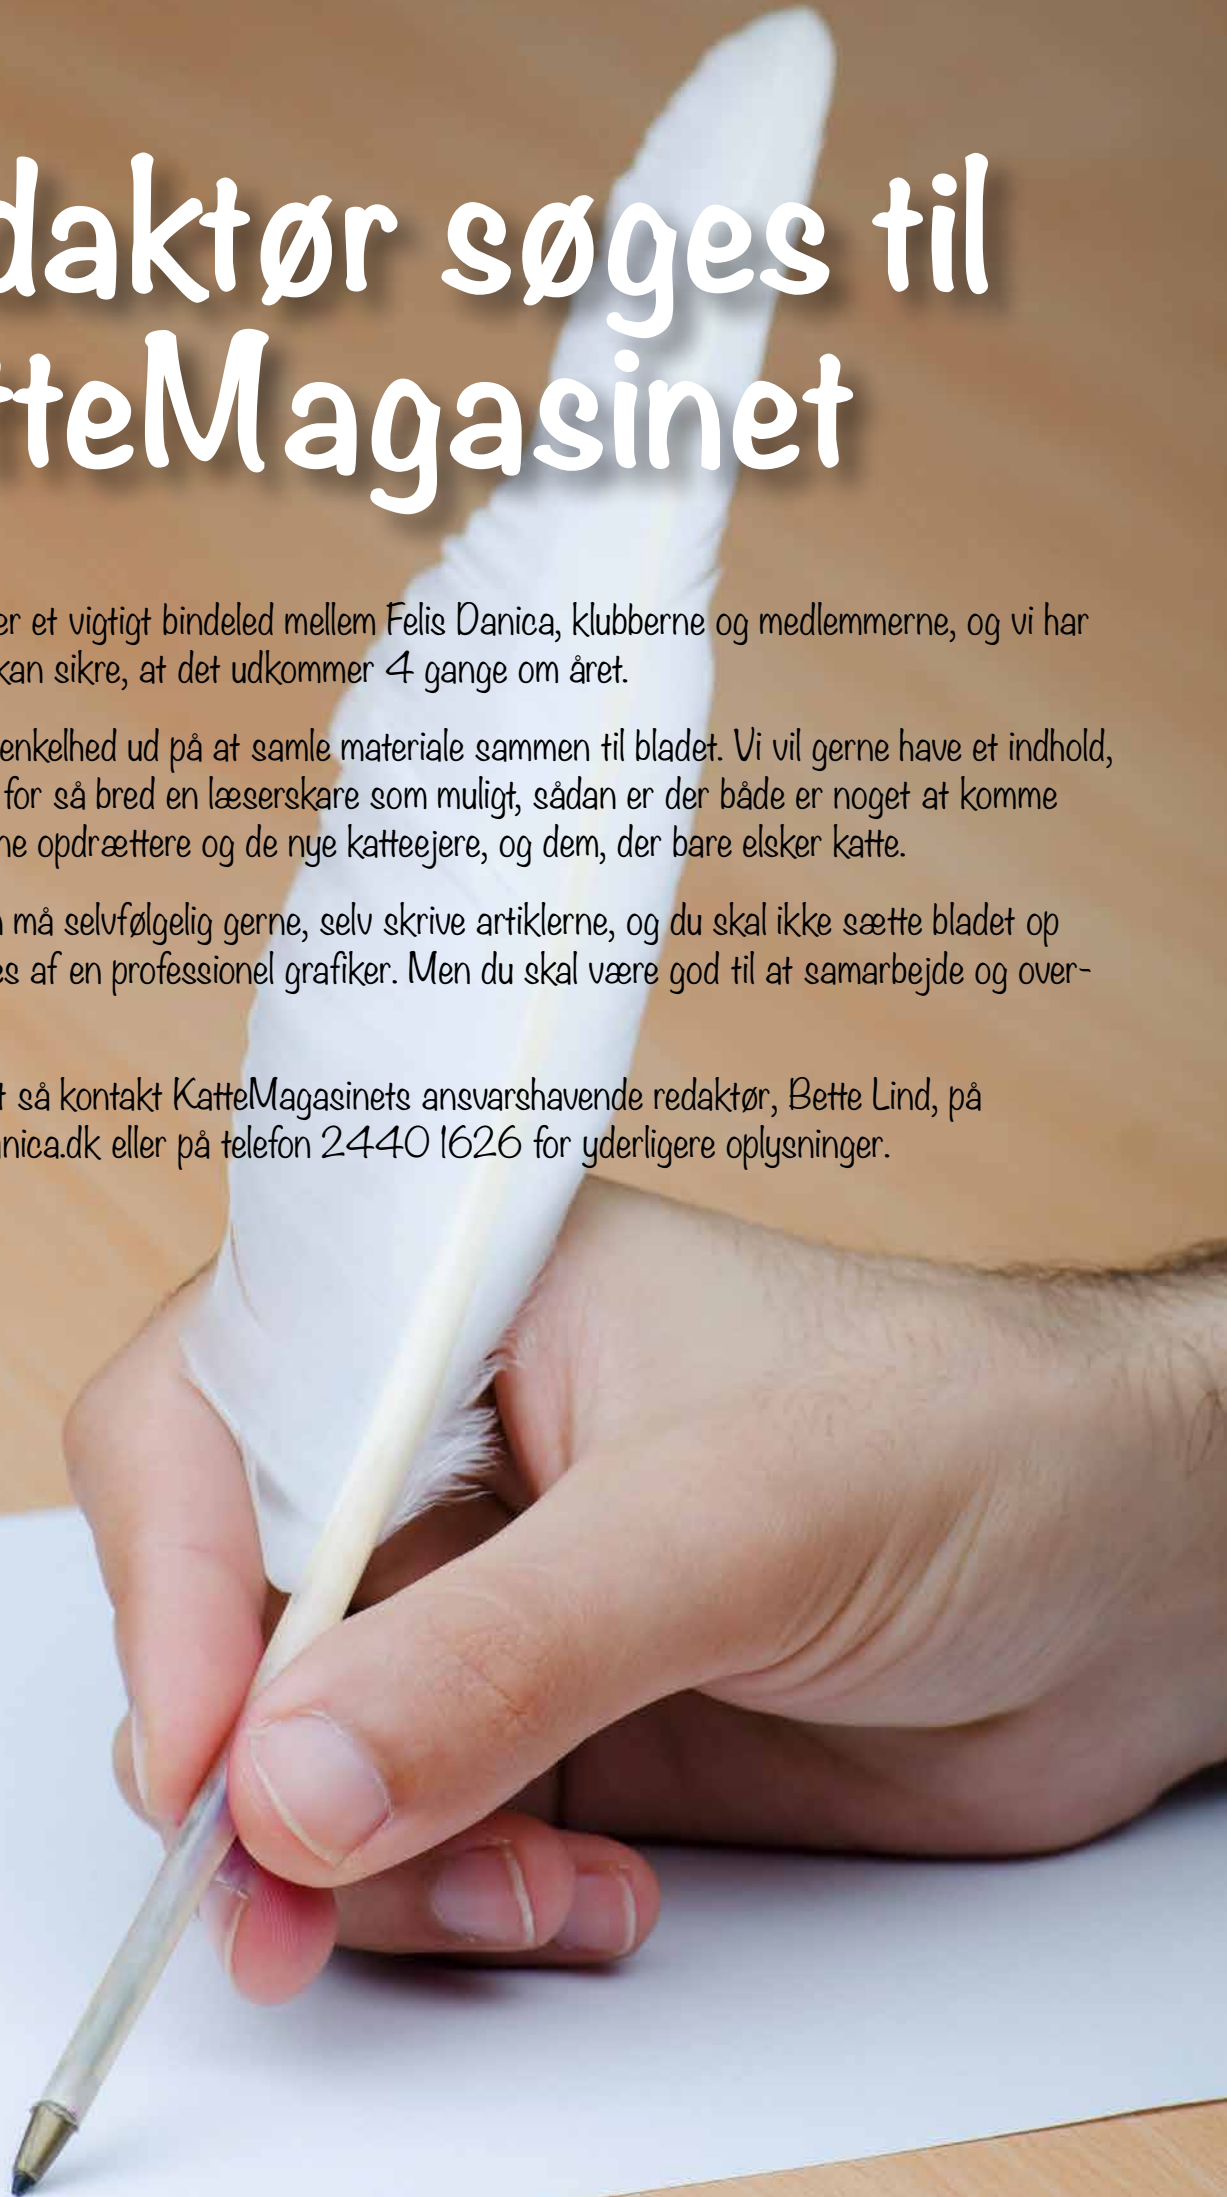 daktør søges til
tteMagasinet
er et vigtigt bindeled mellem Felis Danica, klubberne og medlemmerne, og vi har
kan sikre, at det udkommer 4 gange om året.
enkelhed ud på at samle materiale sammen til bladet. Vi vil gerne have et indhold,
for så bred en læserskare som muligt, sådan er der både er noget at komme
ne opdrættere og de nye katteejere, og dem, der bare elsker katte.
må selvfølgelig gerne, selv skrive artiklerne, og du skal ikke sætte bladet op
es af en professionel grafiker. Men du skal være god til at samarbejde og over-
t så kontakt KatteMagasinets ansvarshavende redaktør, Bette Lind, på
nica.dk eller på telefon 2440 1626 for yderligere oplysninger.